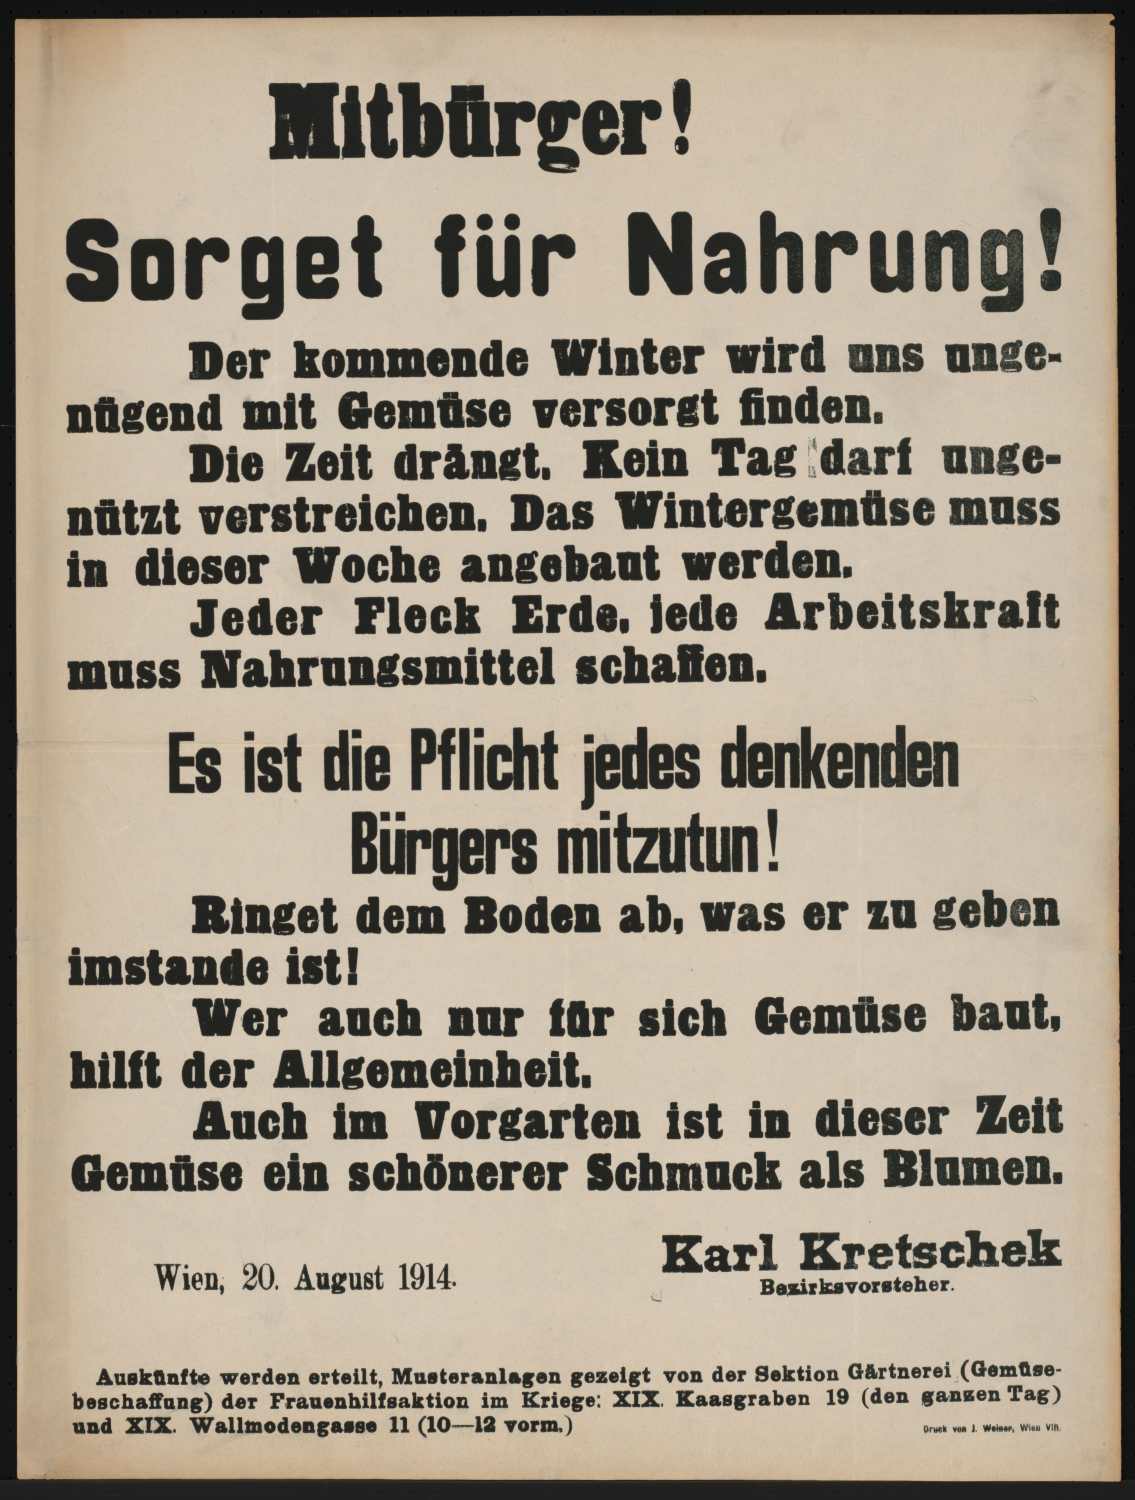 Mitbürger!
Sorget für Nahrung!
Der kommende Winter wird uns unge-
nügend mit Gemüse versorgt finden.
Die Zeit drängt. Kein Tag darf unge-
nützt verstreichen. Das Wintergemüse muss
in dieser Woche angebaut werden.
Jeder Fleck Erde, jede Arbeitskraft
muss Nahrungsmittel schaffen.
Es ist die Pflicht jedes denkenden
Bürgers mitzutun!
Ringet dem Boden ab, was er zu geben
imstande ist!
Wer auch nur für sich Gemüse baut,
hilft der Allgemeinheit.
Auch im Vorgarten ist in dieser Zeit
Gemüse ein schönerer Schmuck als Blumen.
Karl Kretschek
Wien, 20. August 1914.
Bezirksvorsteher.
Auskünfte werden erteilt, Musteranlagen gezeigt von der Sektion Gärtnerei (Gemüse-
beschaffung) der Frauenhilfsaktion im Kriege: XIX. Kaasgraben 19 (den ganzen Tag)
und XIX. Wallmodengasse 11 (10—12 vorm.)
Druck von J. Weiner, Wien VII.